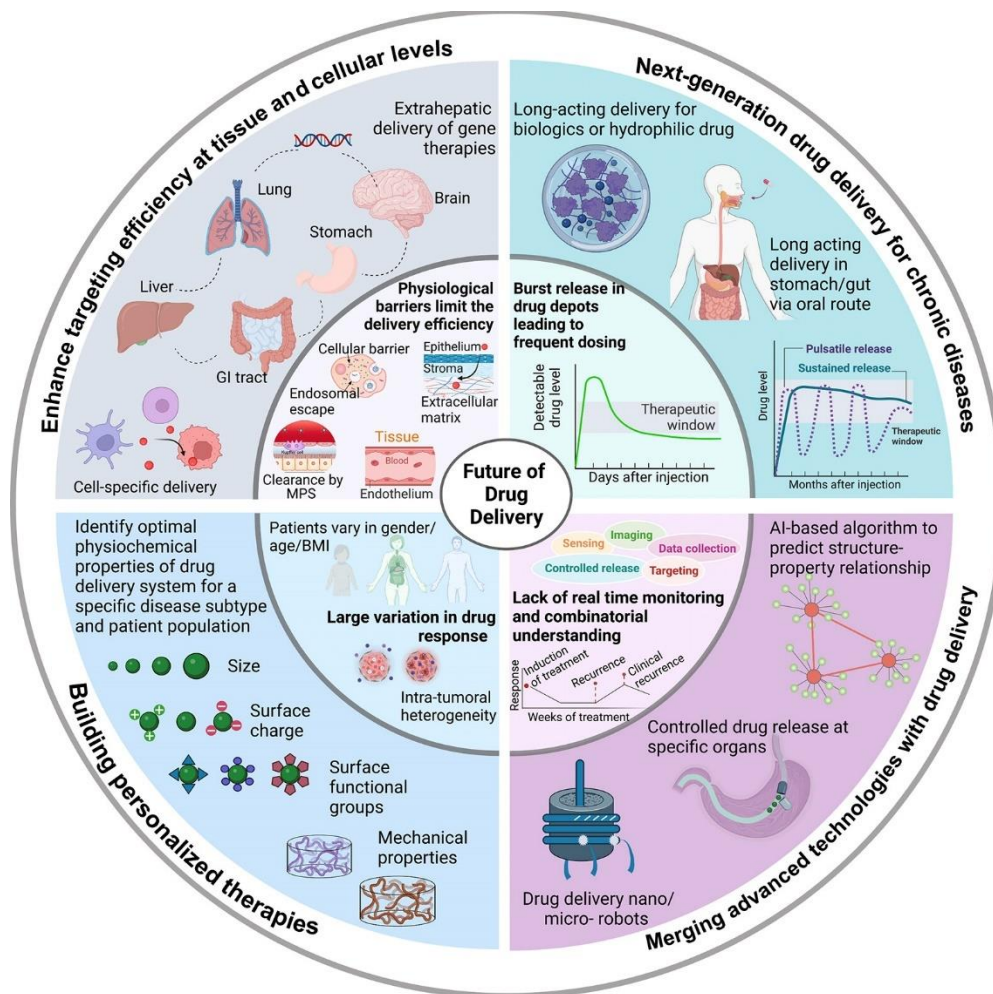 Enhance targeting efficiency at tissue and cellular levels
Extrahepatic
delivery of gene
therapies
Lung
Brain
Stomach
Liver
GI tract
Cell-specific delivery
Physiological
barriers limit the
delivery efficiency
Cellular barrier
Endosomal
escape
Epithelium
Stroma
Extracellular
matrix
Clearance by
MPS
Tissue
Blood
Endothelium
Next-generation drug delivery for chronic diseases
Long-acting delivery for
biologics or hydrophilic drug
Long acting
delivery in
stomach/gut
via oral route
Burst release in
drug depots
leading to
frequent dosing
Detectable
drug level
Therapeutic
window
Days after injection
Pulsatile release
Sustained release
Drug level
Therapeutic
window
Months after injection
Future of
Drug
Delivery
Building personalized therapies
Identify optimal
physiochemical
properties of drug
delivery system for a
specific disease subtype
and patient population
Size
Surface
charge
Surface
functional
groups
Mechanical
properties
Patients vary in gender/
age/BMI
Large variation in drug
response
Intra-tumoral
heterogeneity
Merging advanced technologies with drug delivery
Sensing
Imaging
Data collection
Controlled release
Targeting
Lack of real time monitoring
and combinatorial
understanding
Response
Induction
of treatment
Recurrence
Clinical
recurrence
Weeks of treatment
AI-based algorithm to
predict structure-
property relationship
Controlled drug release at
specific organs
Drug delivery nano/
micro- robots